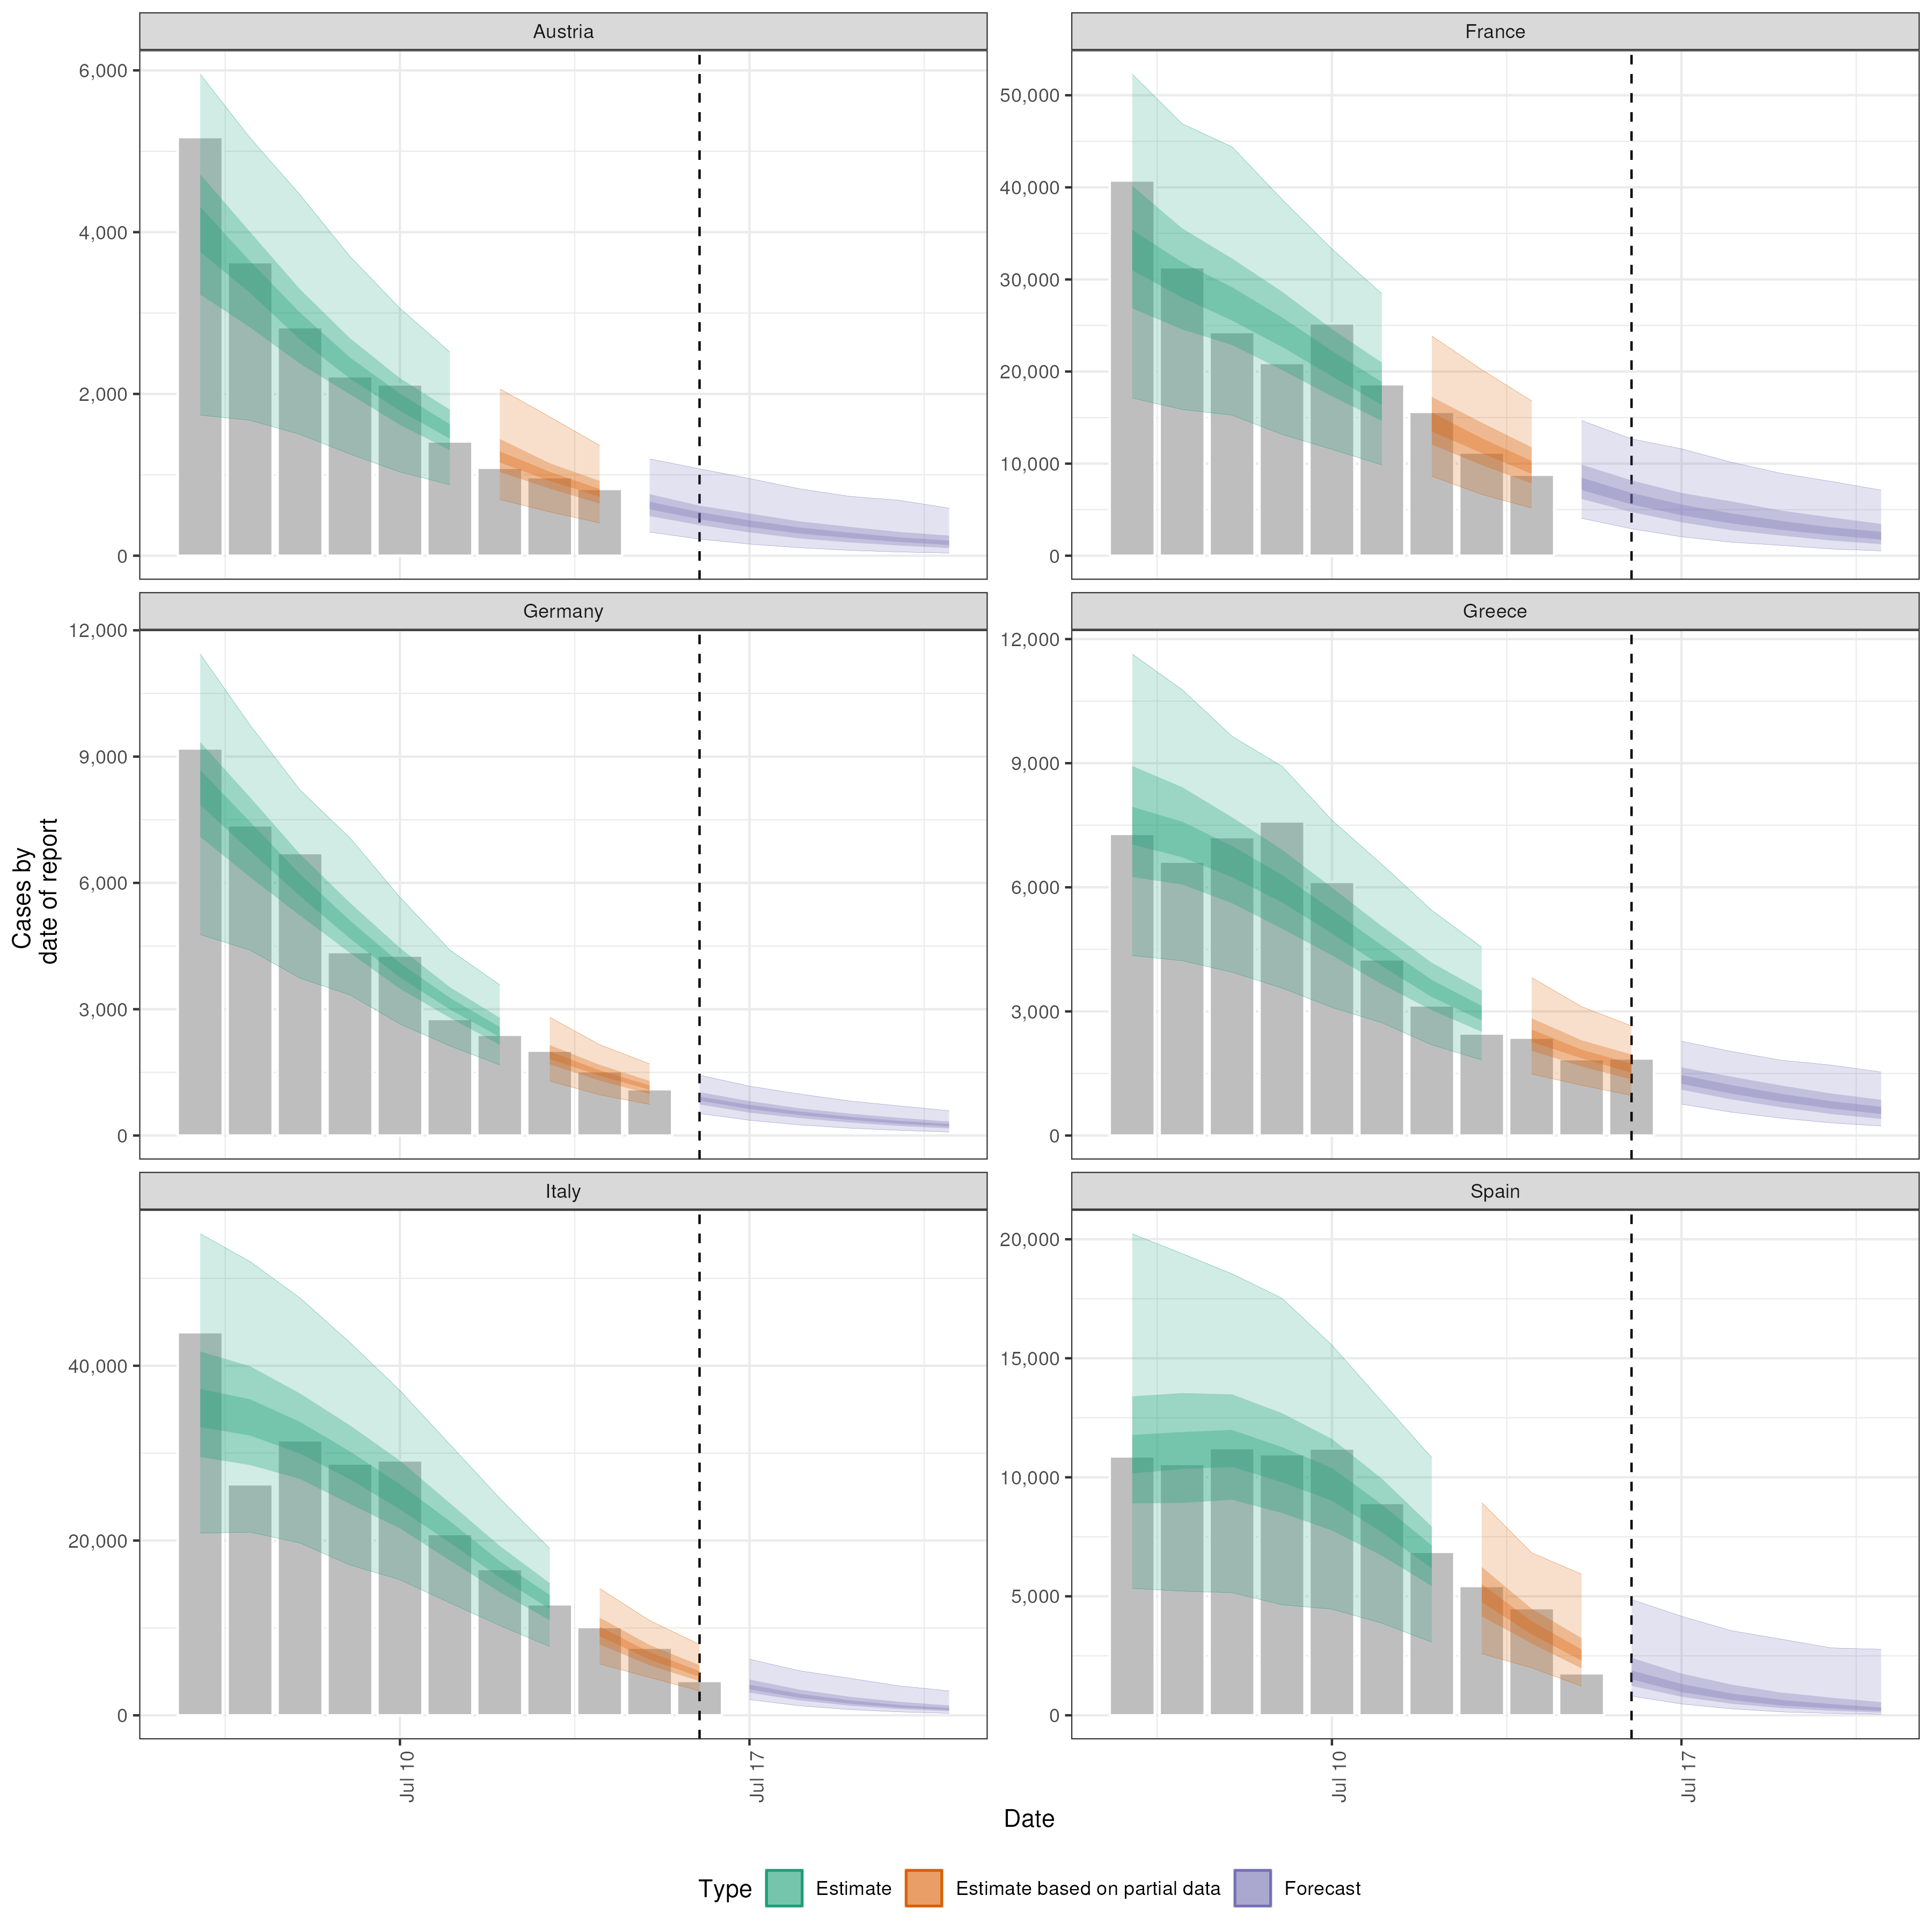 Austria
France
6,000
4,000
2,000
0
50,000
40,000
30,000
20,000
10,000
0
Germany
Greece
12,000
9,000
6,000
3,000
0
12,000
9,000
6,000
3,000
0
Italy
Spain
40,000
20,000
0
20,000
15,000
10,000
5,000
0
Cases by
date of report
Jul 10
Jul 17
Jul 10
Jul 17
Date
Type Estimate Estimate based on partial data Forecast